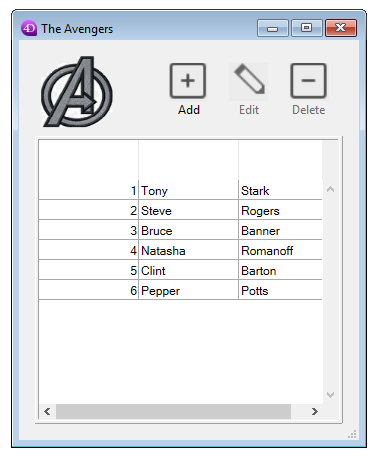 4D The Avengers
Add Edit Delete
1 Tony Stark
2 Steve Rogers
3 Bruce Banner
4 Natasha Romanoff
5 Clint Barton
6 Pepper Potts